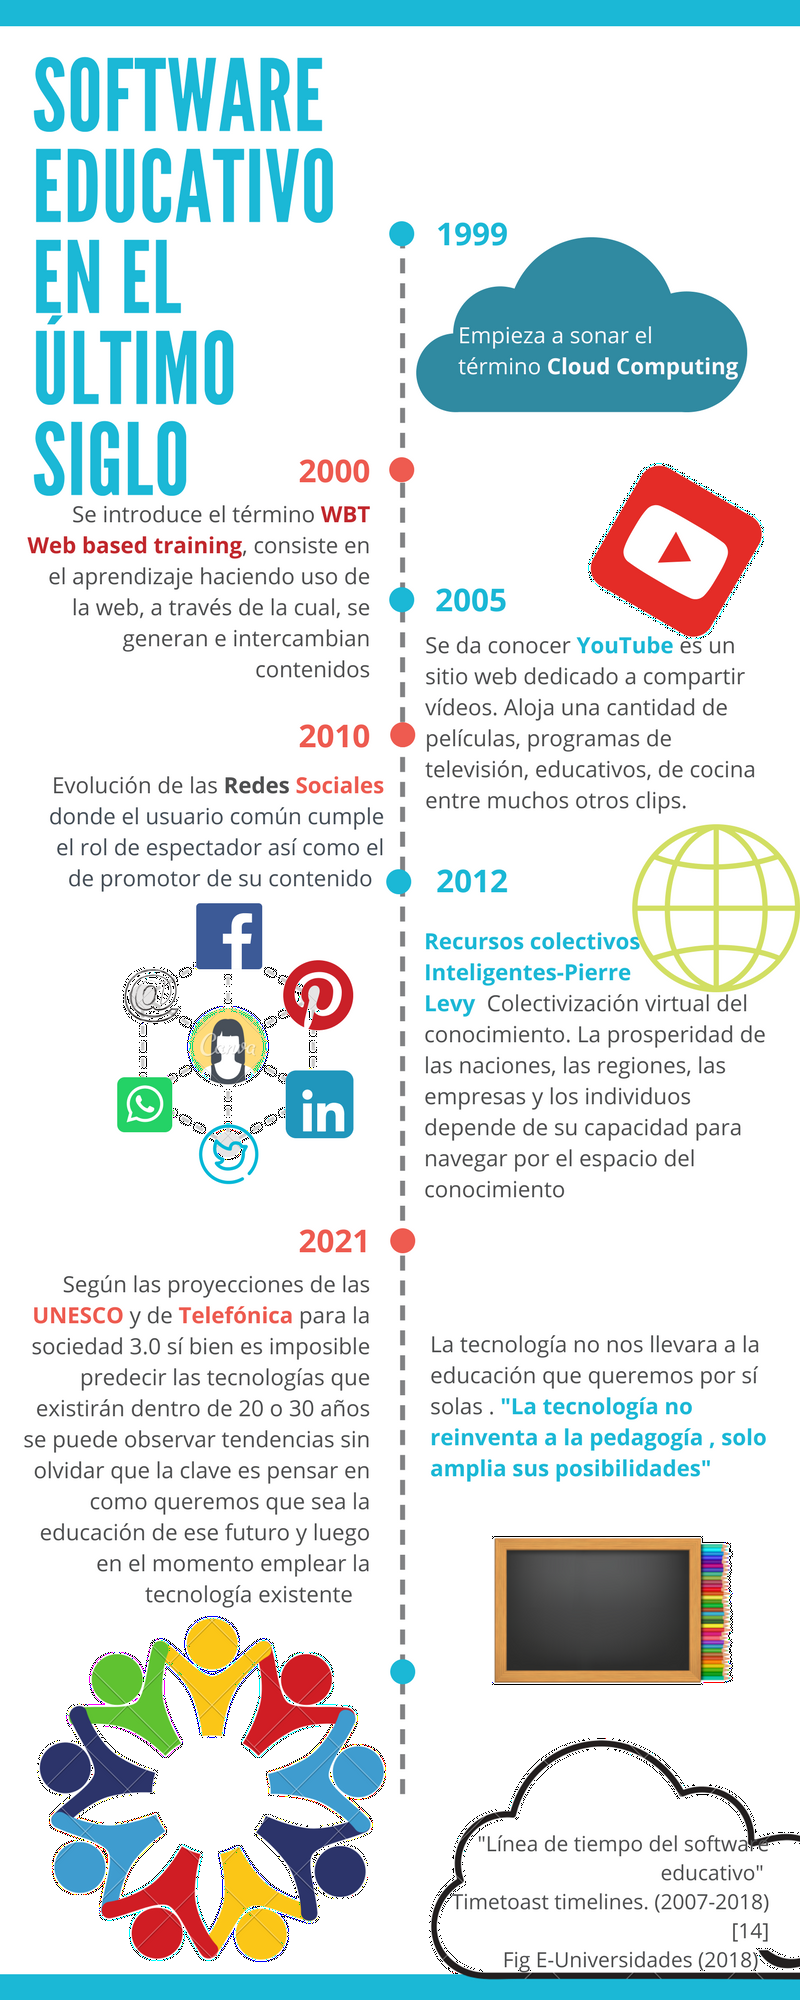 SOFTWARE
EDUCATIVO
EN EL
ÚLTIMO
SIGLO
1999
Empieza a sonar el
término Cloud Computing
2000
Se introduce el término WBT
Web based training, consiste en
el aprendizaje haciendo uso de
la web, a través de la cual, se
generan e intercambian
contenidos
2005
Se da conocer YouTube es un
sitio web dedicado a compartir
vídeos. Aloja una cantidad de
películas, programas de
televisión, educativos, de cocina
entre muchos otros clips.
2010
Evolución de las Redes Sociales
donde el usuario común cumple
el rol de espectador así como el
de promotor de su contenido
Canva
in
2012
Recursos colectivos
Inteligentes-Pierre
Levy Colectivización virtual del
conocimiento. La prosperidad de
las naciones, las regiones, las
empresas y los individuos
depende de su capacidad para
navegar por el espacio del
conocimiento
2021
Según las proyecciones de las
UNESCO y de Telefónica para la
sociedad 3.0 sí bien es imposible
predecir las tecnologías que
existirán dentro de 20 o 30 años
se puede observar tendencias sin
olvidar que la clave es pensar en
como queremos que sea la
educación de ese futuro y luego
en el momento emplear la
tecnología existente
La tecnología no nos llevara a la
educación que queremos por sí
solas . "La tecnología no
reinventa a la pedagogía , solo
amplia sus posibilidades"
"Línea de tiempo del software
educativo"
Timetoast timelines. (2007-2018)
[14]
Fig E-Universidades (2018)